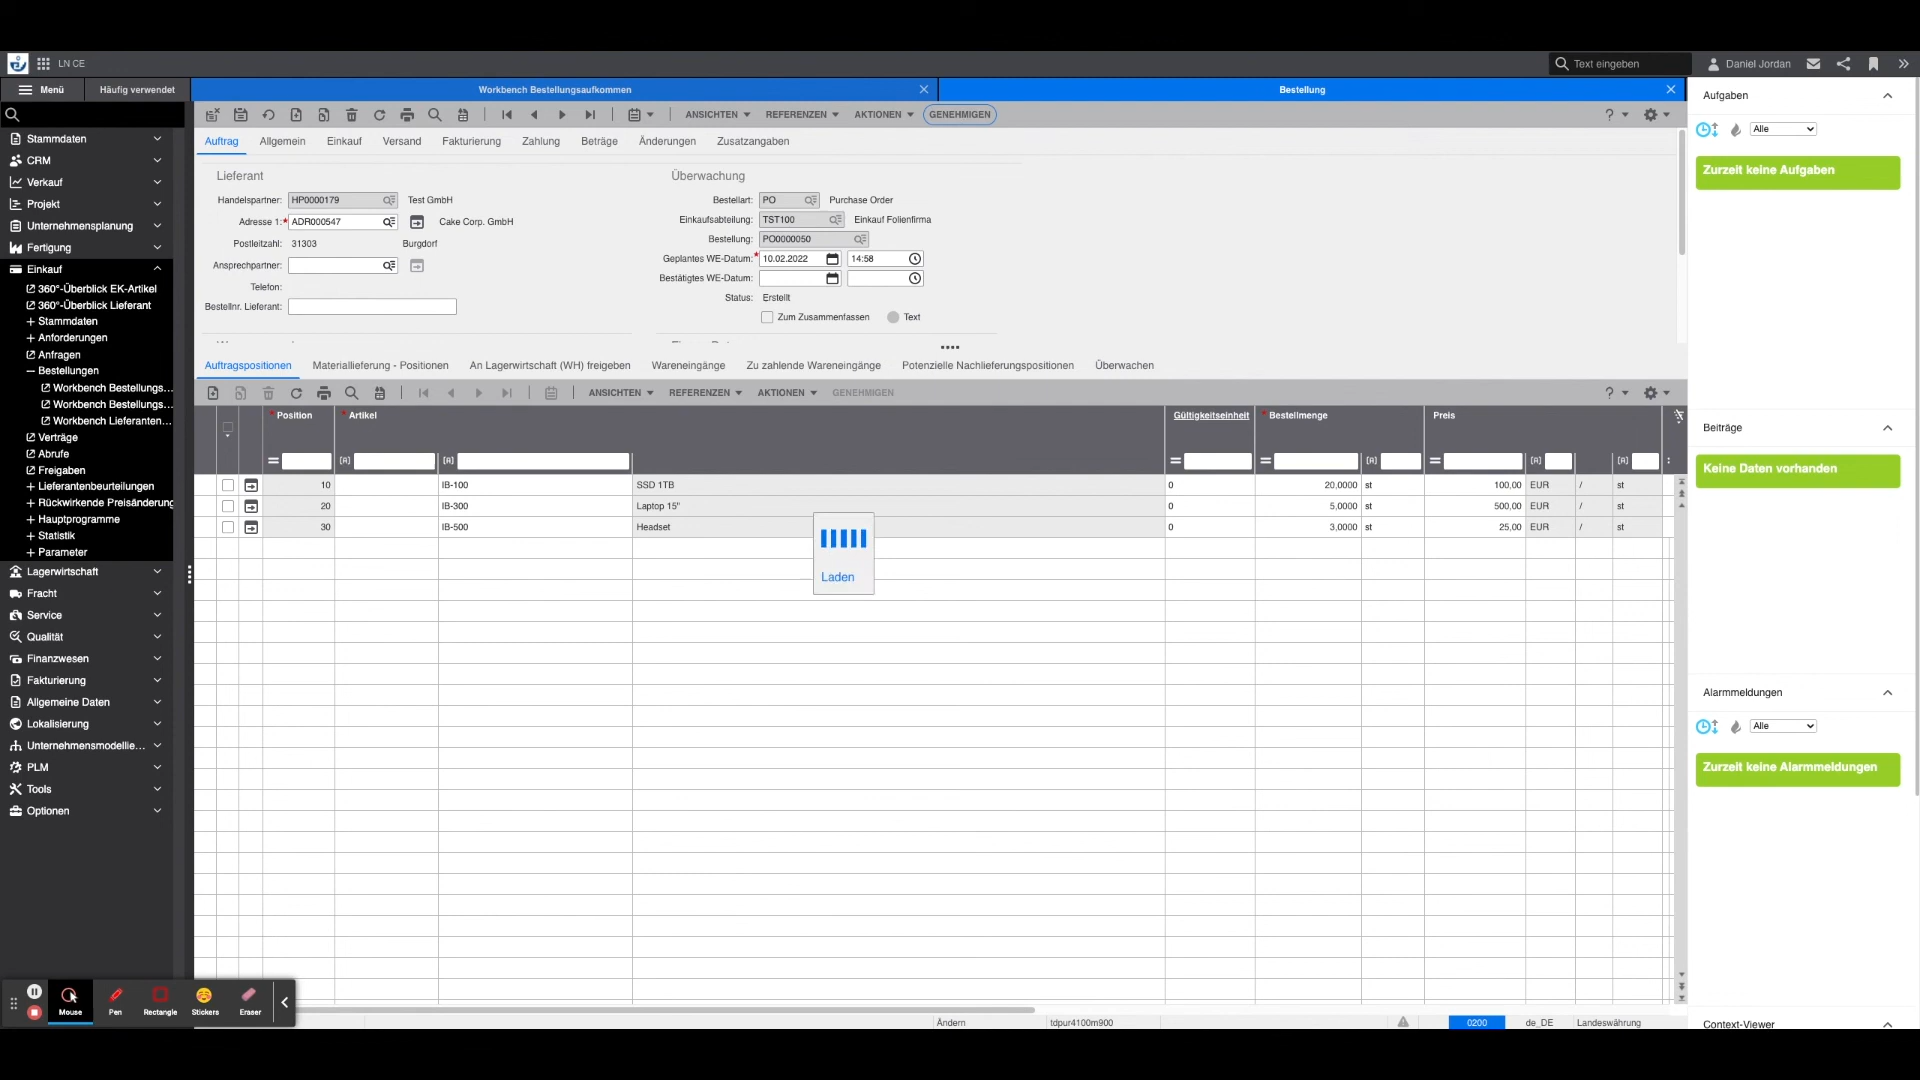 LN CE
Text eingeben
Daniel Jordan
Menü
Häufig verwendet
Workbench Bestellungsaufkommen
Bestellung
ANSICHTEN
REFERENZEN
AKTIONEN
GENEHMIGEN
Auftrag
Allgemein
Einkauf
Versand
Fakturierung
Zahlung
Beträge
Änderungen
Zusatzangaben
Stammdaten
CRM
Verkauf
Projekt
Unternehmensplanung
Fertigung
Einkauf
360°-Überblick EK-Artikel
360°-Überblick Lieferant
Stammdaten
Anforderungen
Anfragen
Bestellungen
Workbench Bestellungs...
Workbench Bestellungs...
Workbench Lieferanten...
Verträge
Abrufe
Freigaben
Lieferantenbeurteilungen
Rückwirkende Preisänderung
Hauptprogramme
Statistik
Parameter
Lagerwirtschaft
Fracht
Service
Qualität
Finanzwesen
Fakturierung
Allgemeine Daten
Lokalisierung
Unternehmensmodellie...
PLM
Tools
Optionen
Lieferant
Handelspartner: HP0000179 Test GmbH
Adresse 1:* ADR000547 Cake Corp. GmbH
Postleitzahl: 31303 Burgdorf
Ansprechpartner:
Telefon:
Bestellnr. Lieferant:
Überwachung
Bestellart: PO Purchase Order
Einkaufsabteilung: TST100 Einkauf Folienfirma
Bestellung: PO0000050
Geplantes WE-Datum:* 10.02.2022 14:58
Bestätigtes WE-Datum:
Status: Erstellt
Zum Zusammenfassen Text
Auftragspositionen
Materiallieferung - Positionen
An Lagerwirtschaft (WH) freigeben
Wareneingänge
Zu zahlende Wareneingänge
Potenzielle Nachlieferungspositionen
Überwachen
ANSICHTEN
REFERENZEN
AKTIONEN
GENEHMIGEN
* Position * Artikel Gültigkeitseinheit * Bestellmenge Preis
10 IB-100 SSD 1TB 0 20,0000 st 100,00 EUR / st
20 IB-300 Laptop 15" 0 5,0000 st 500,00 EUR / st
30 IB-500 Headset 0 3,0000 st 25,00 EUR / st
Laden
Aufgaben
Alle
Zurzeit keine Aufgaben
Beiträge
Keine Daten vorhanden
Alarmmeldungen
Alle
Zurzeit keine Alarmmeldungen
Context-Viewer
Mouse
Pen
Rectangle
Stickers
Eraser
Ändern
tdpur4100m900
0200
de_DE
Landeswährung